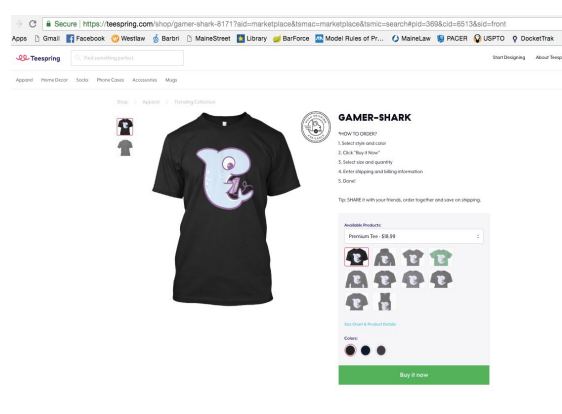 Secure | https://teespring.com/shop/gamer-shark-8171?aid=marketplace&tsmac=marketplace&tsmic=search#pid=369&cid=6513&sid=front
Apps Gmail Facebook Westlaw Barbri MaineStreet Library BarForce Model Rules of Pr... MaineLaw PACER USPTO DocketTrak
Teespring
Find something perfect
Start Designing About Teesp
Apparel Home Decor Socks Phone Cases Accessories Mugs
Shop / Apparel / Trending Collection
GAMER-SHARK
*HOW TO ORDER?
1. Select style and color
2. Click "Buy it Now"
3. Select size and quantity
4. Enter shipping and billing information
5. Done!
Tip: SHARE it with your friends, order together and save on shipping.
Available Products:
Premium Tee - $18.99
Size Chart & Product Details
Colors:
Buy it now